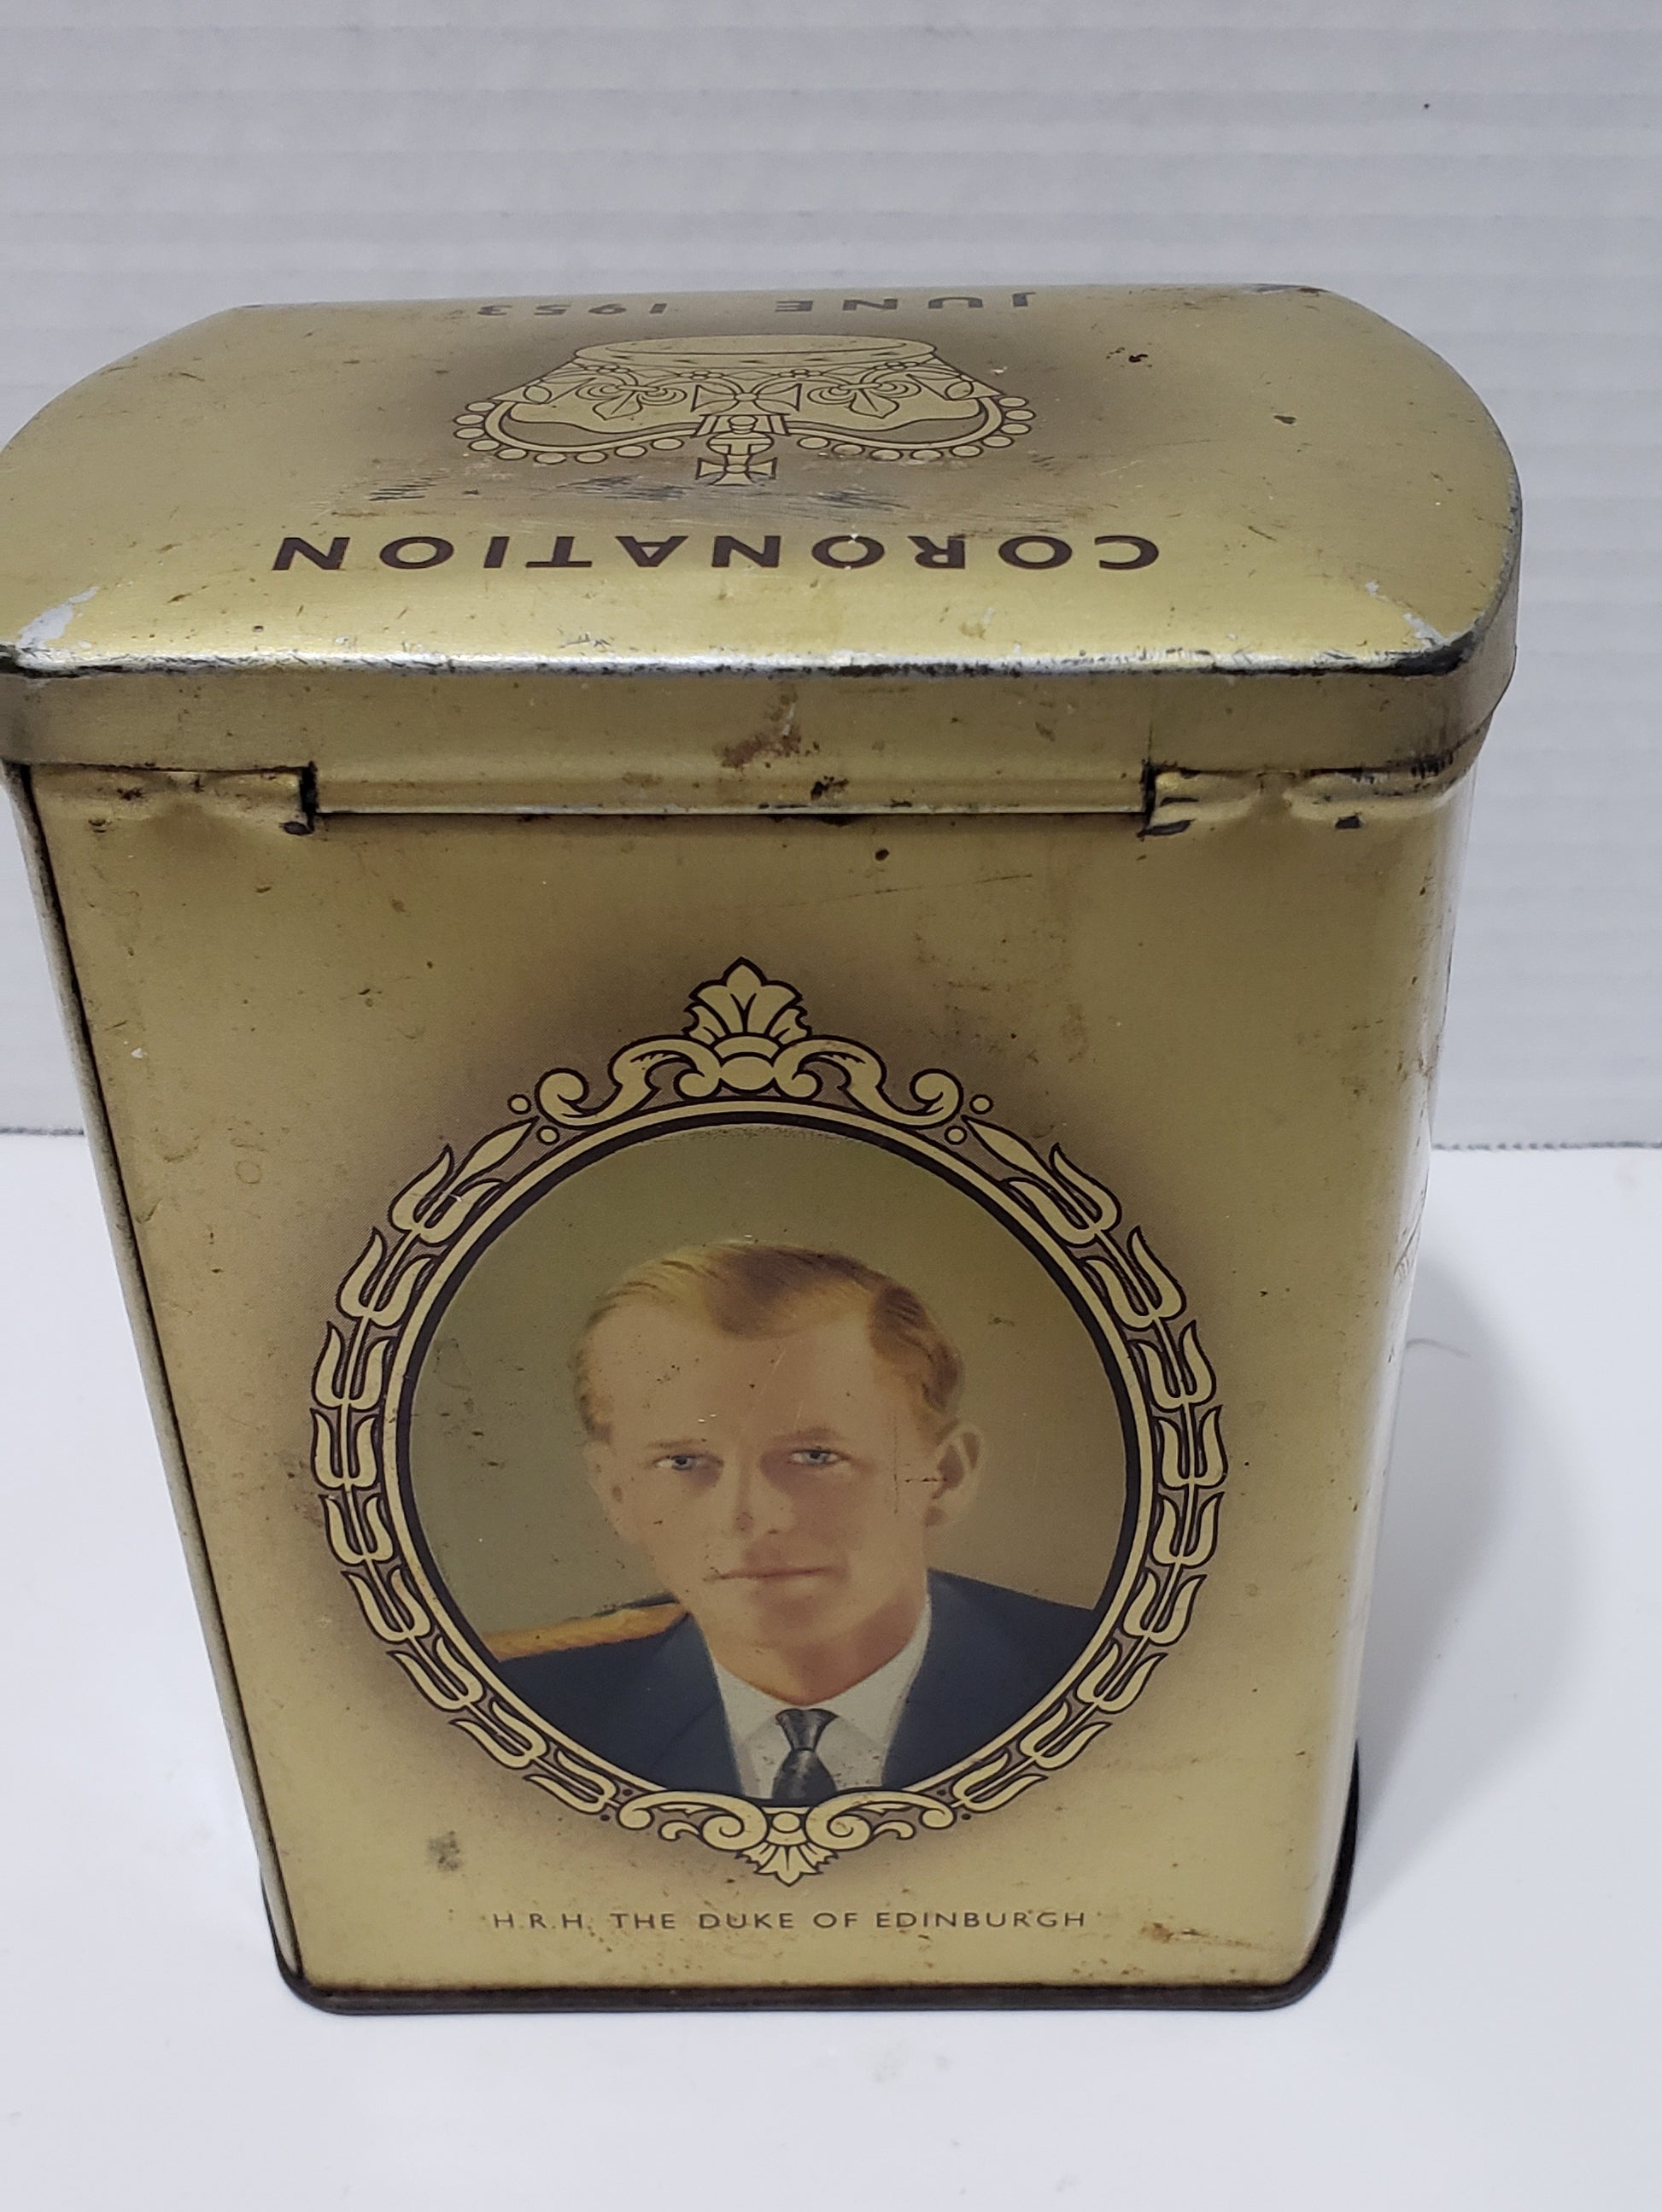 CORONATION
JUNE 1953
H.R.H. THE DUKE OF EDINBURGH